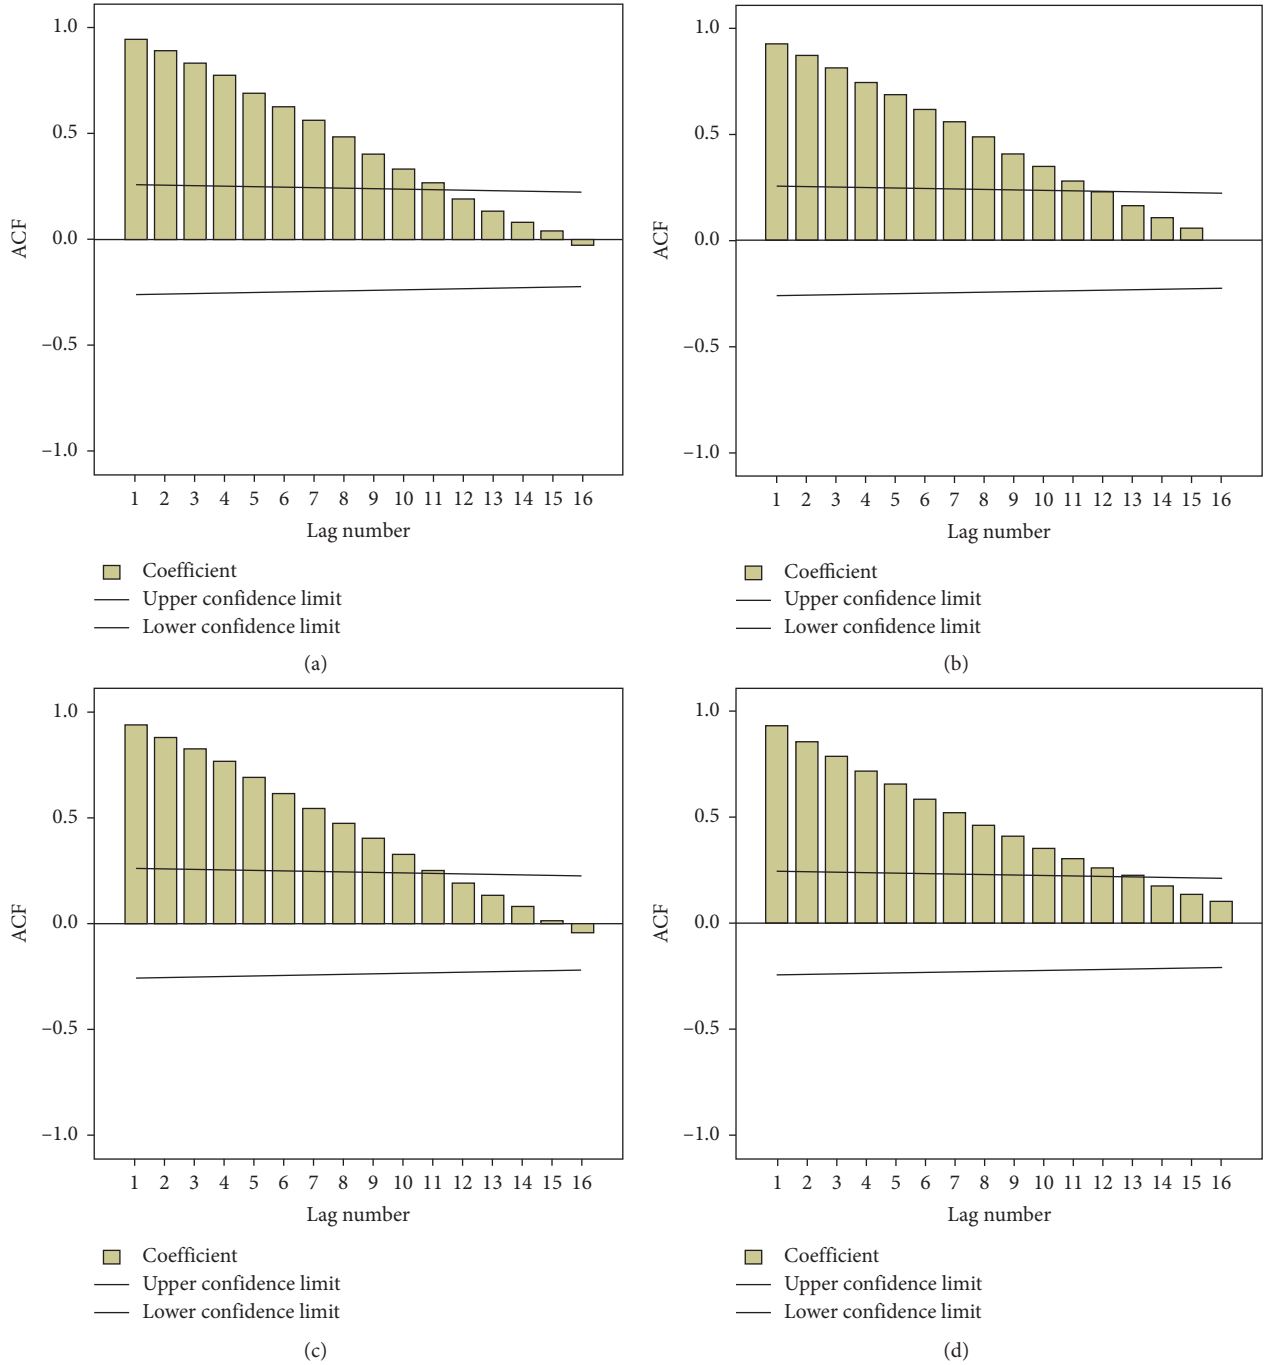 1.0
0.5
0.0
–0.5
–1.0
ACF
1 2 3 4 5 6 7 8 9 10 11 12 13 14 15 16
Lag number
Coefficient
Upper confidence limit
Lower confidence limit
(a)
1.0
0.5
0.0
–0.5
–1.0
ACF
1 2 3 4 5 6 7 8 9 10 11 12 13 14 15 16
Lag number
Coefficient
Upper confidence limit
Lower confidence limit
(b)
1.0
0.5
0.0
–0.5
–1.0
ACF
1 2 3 4 5 6 7 8 9 10 11 12 13 14 15 16
Lag number
Coefficient
Upper confidence limit
Lower confidence limit
(c)
1.0
0.5
0.0
–0.5
–1.0
ACF
1 2 3 4 5 6 7 8 9 10 11 12 13 14 15 16
Lag number
Coefficient
Upper confidence limit
Lower confidence limit
(d)